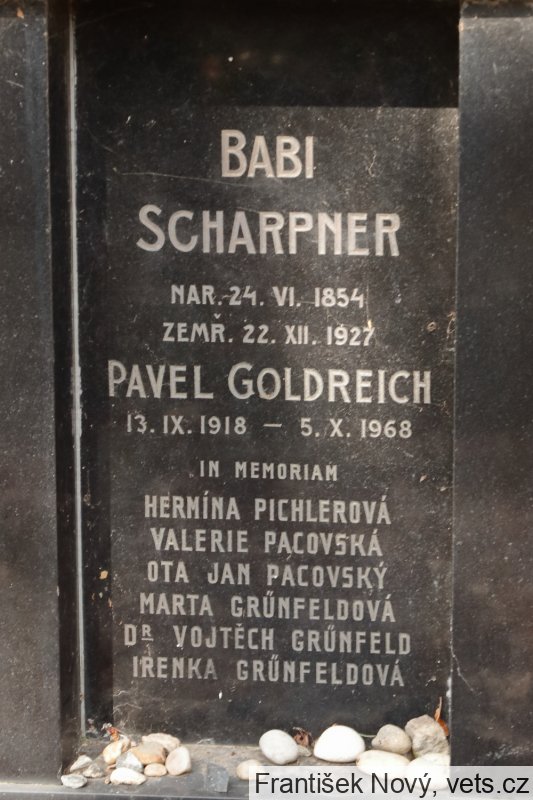 BABI
SCHARPNER
NAR. 24. VI. 1854
ZEMŘ. 22. XII. 1927
PAVEL GOLDREICH
13. IX. 1918 — 5. X. 1968
IN MEMORIAM
HERMÍNA PICHLEROVÁ
VALERIE PACOVSKÁ
OTA JAN PACOVSKÝ
MARTA GRŰNFELDOVÁ
DR VOJTĚCH GRŰNFELD
IRENKA GRŰNFELDOVÁ
František Nový, vets.cz